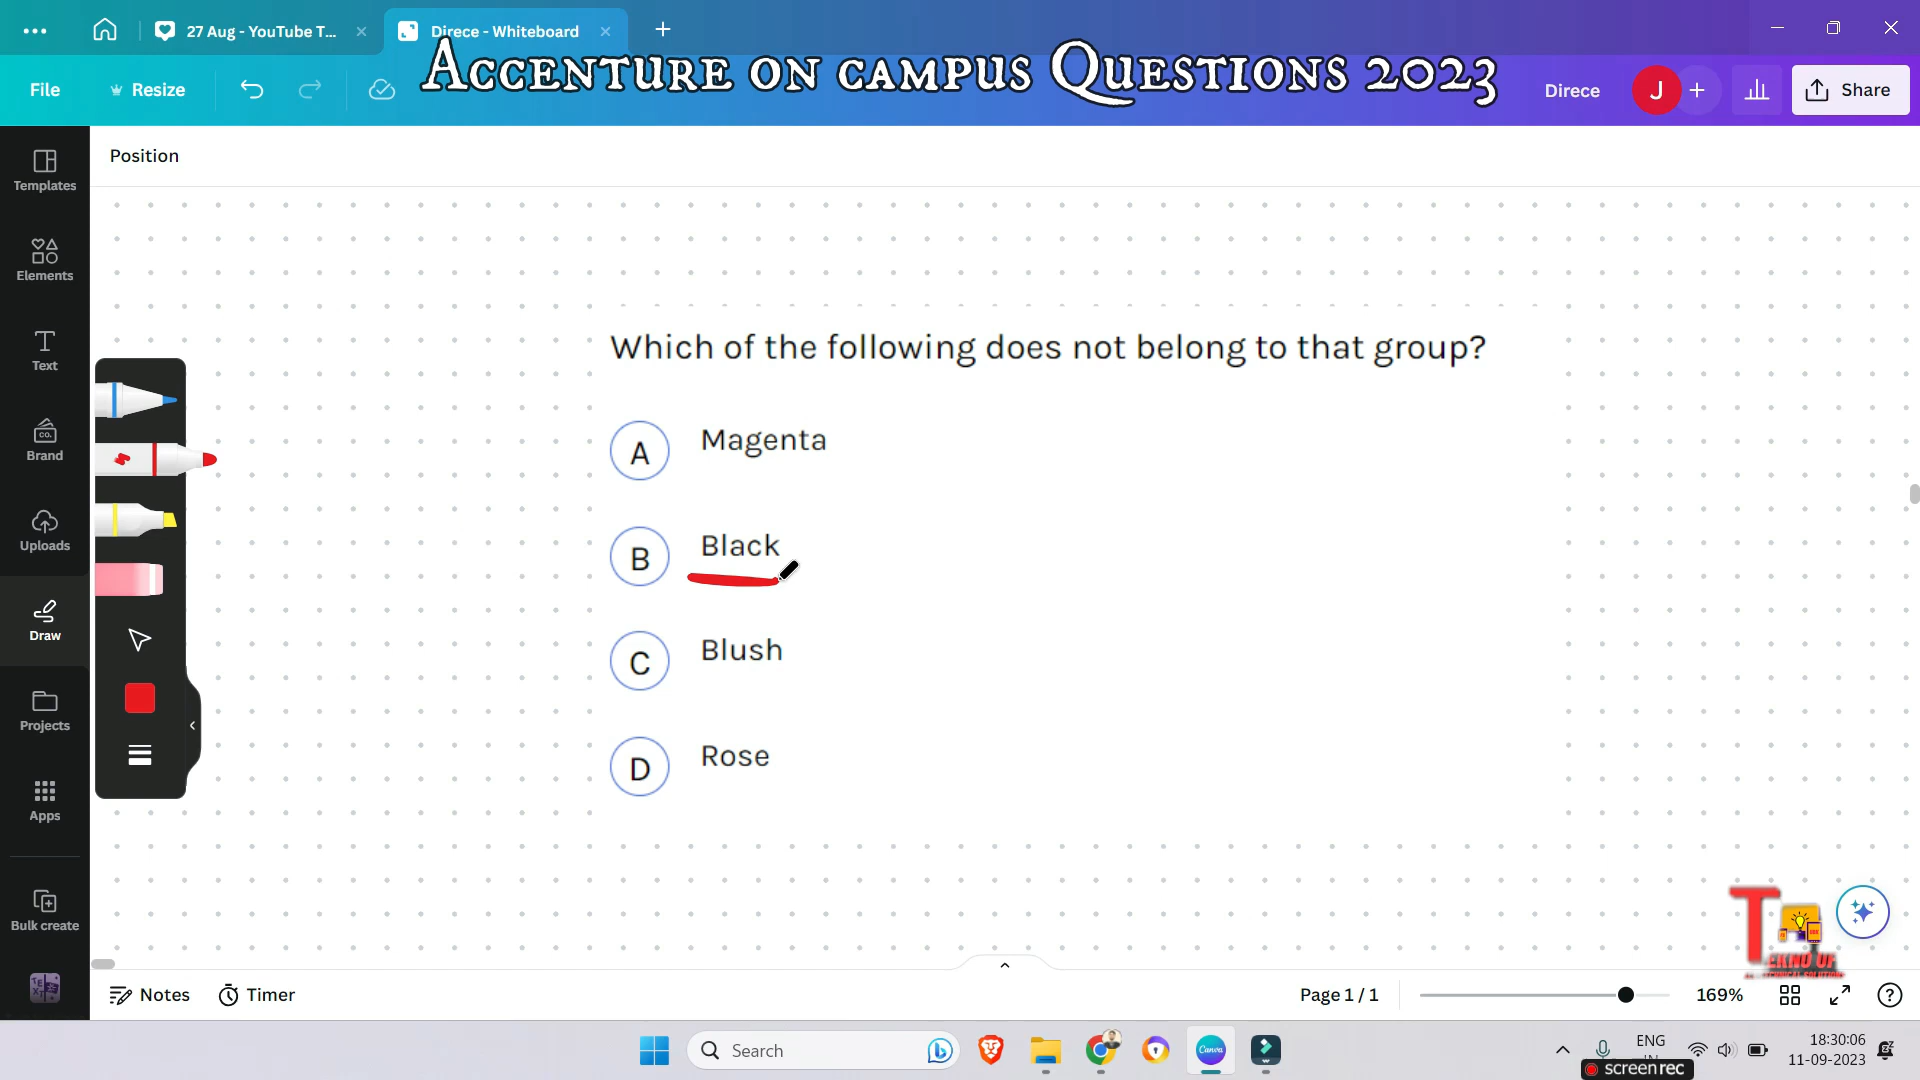 27 Aug - YouTube T...
Direce - Whiteboard
Accenture on campus Questions 2023
File
Resize
Direce
J
Share
Position
Templates
Elements
Text
CO.
Brand
Uploads
Draw
Projects
Apps
Bulk create
Which of the following does not belong to that group?
A Magenta
B Black
C Blush
D Rose
Notes
Timer
Page 1 / 1
169%
Search
Canva
ENG
18:30:06
11-09-2023
screenrec